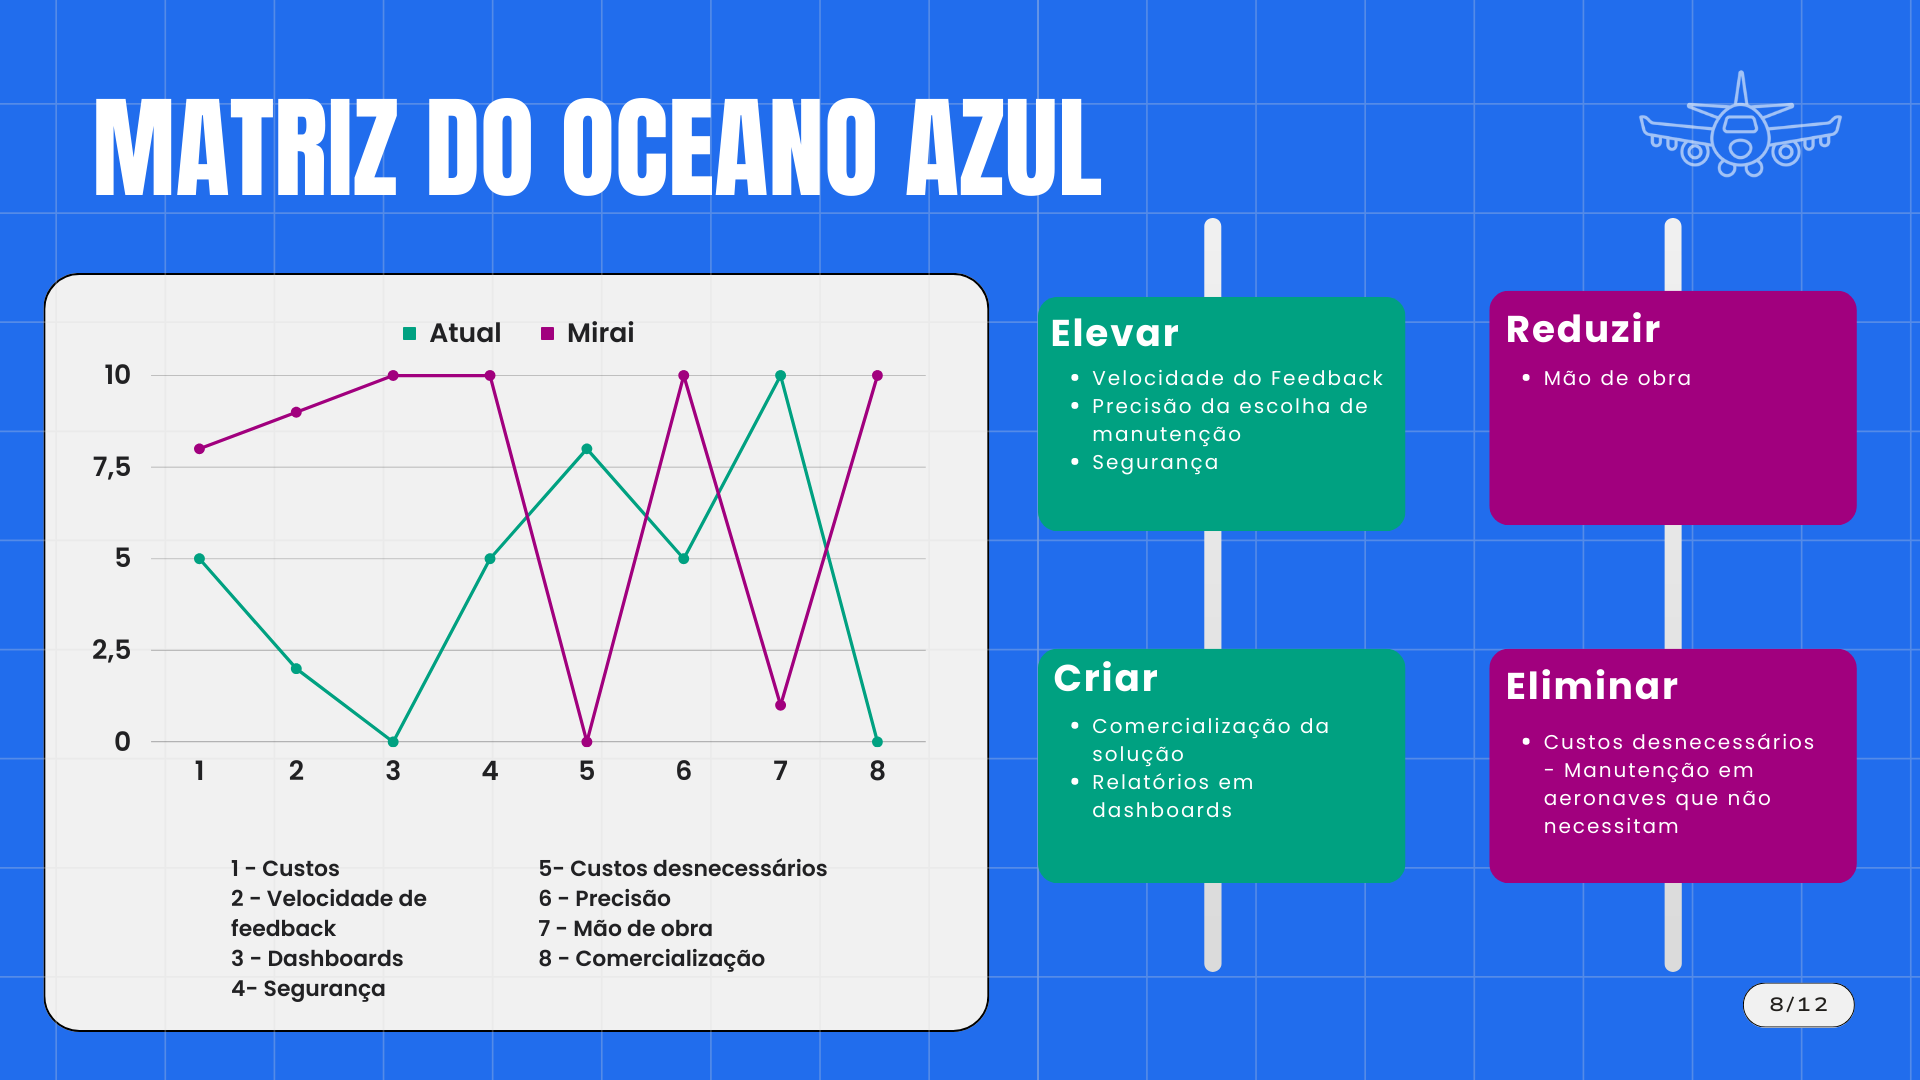 MATRIZ DO OCEANO AZUL
Atual
Mirai
10
7,5
5
2,5
0
1 2 3 4 5 6 7 8
1 - Custos
2 - Velocidade de
feedback
3 - Dashboards
4- Segurança
5- Custos desnecessários
6 - Precisão
7 - Mão de obra
8 - Comercialização
Elevar
• Velocidade do Feedback
• Precisão da escolha de
manutenção
• Segurança
Reduzir
• Mão de obra
Criar
• Comercialização da
solução
• Relatórios em
dashboards
Eliminar
• Custos desnecessários
- Manutenção em
aeronaves que não
necessitam
8/12